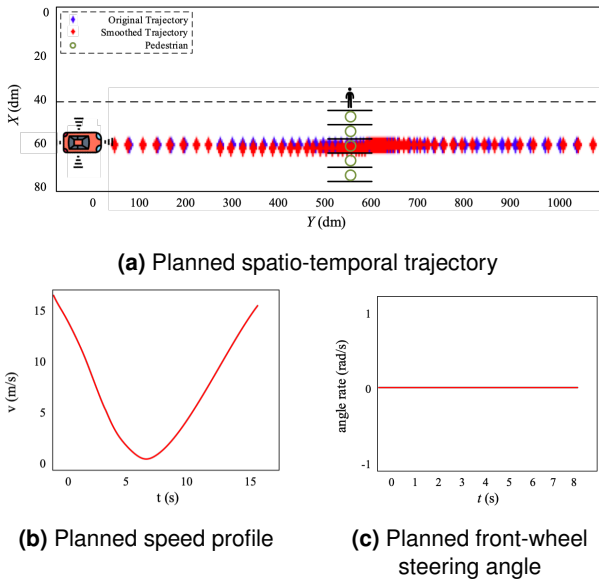 Original Trajectory
Smoothed Trajectory
Pedestrian
0
20
40
60
80
X (dm)
0 100 200 300 400 500 600 700 800 900 1000
Y (dm)
(a) Planned spatio-temporal trajectory
15
10
5
0
v (m/s)
0 5 10 15
t (s)
(b) Planned speed profile
1
0
-1
angle rate (rad/s)
0 1 2 3 4 5 6 7 8
t (s)
(c) Planned front-wheel
steering angle